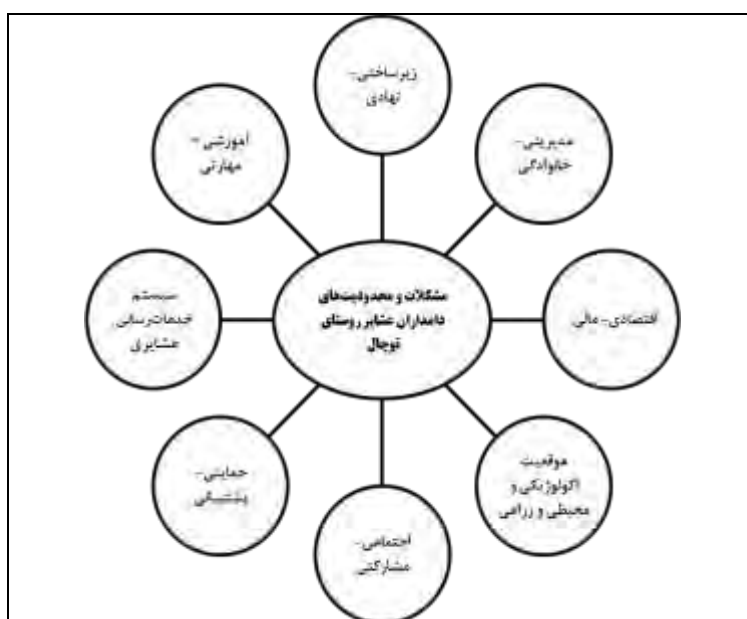 زیرساختی-
نهادی
مدیریتی-
خانوادگی
اقتصادی-مالی
موقعیت
اکولوژیکی و
محیطی و زراعی
اجتماعی-
مشارکتی
حمایتی-
پشتیبانی
سیستم
خدمات‌رسانی
عشایری
آموزشی-
مهارتی
مشکلات و محدودیت‌های
دامداران عشایر روستای
توچال